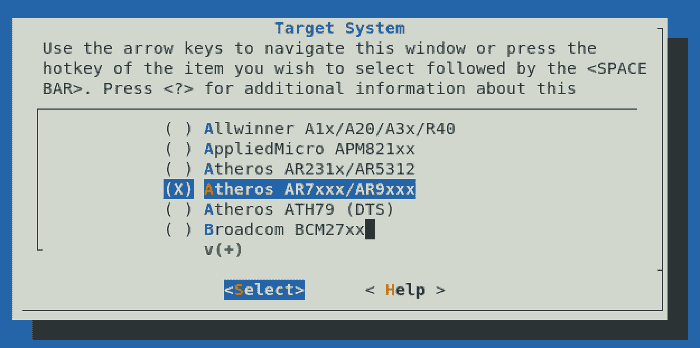 Target System
Use the arrow keys to navigate this window or press the
hotkey of the item you wish to select followed by the <SPACE
BAR>. Press <?> for additional information about this
( ) Allwinner A1x/A20/A3x/R40
( ) AppliedMicro APM821xx
( ) Atheros AR231x/AR5312
(X) Atheros AR7xxx/AR9xxx
( ) Atheros ATH79 (DTS)
( ) Broadcom BCM27xx
v(+)
<Select> < Help >